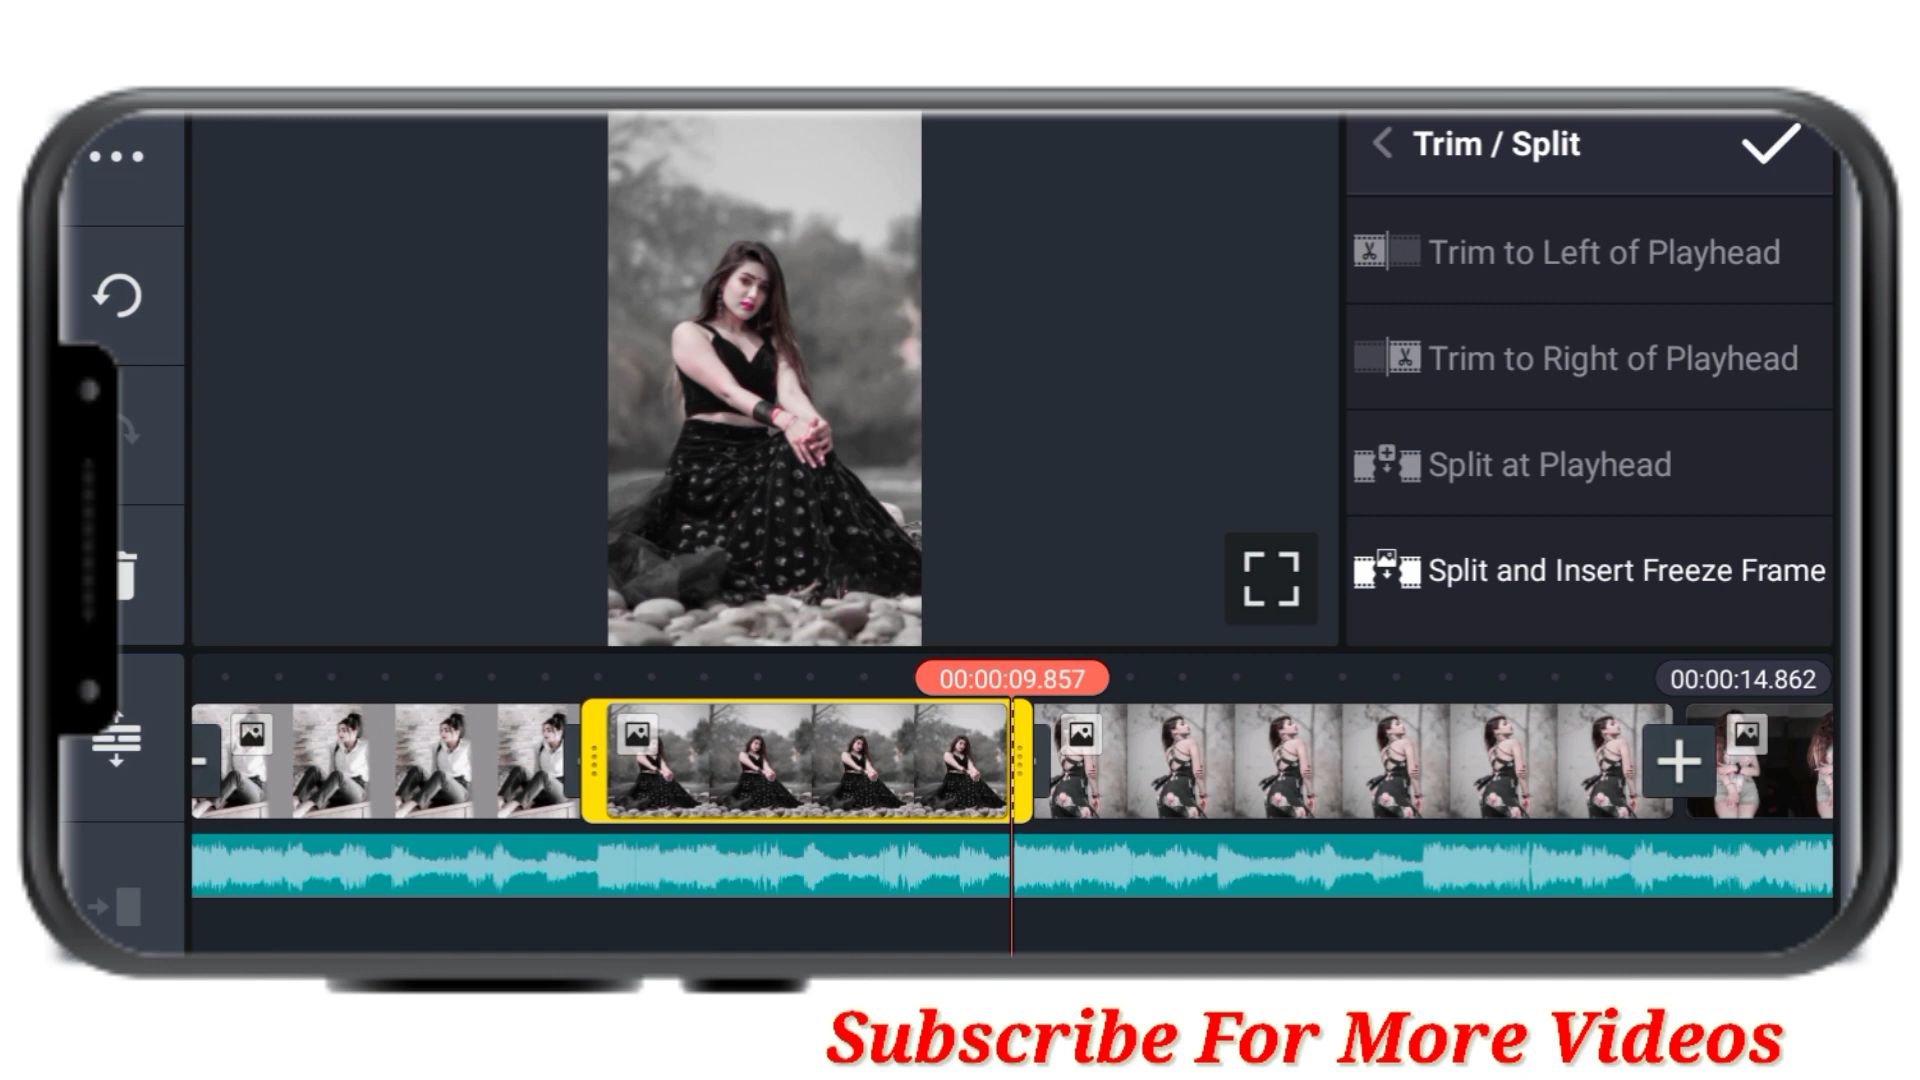 Trim / Split
Trim to Left of Playhead
Trim to Right of Playhead
Split at Playhead
Split and Insert Freeze Frame
00:00:09.857
00:00:14.862
Subscribe For More Videos